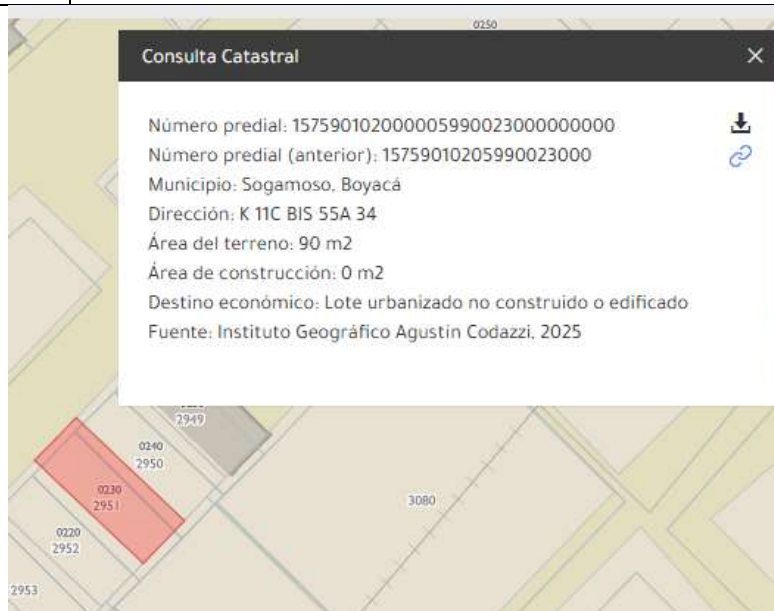 0250
Consulta Catastral
Número predial: 157590102000005990023000000000
Número predial (anterior): 15759010205990023000
Municipio: Sogamoso, Boyacá
Dirección: K 11C BIS 55A 34
Área del terreno: 90 m2
Área de construcción: 0 m2
Destino económico: Lote urbanizado no construido o edificado
Fuente: Instituto Geográfico Agustín Codazzi, 2025
2949
0240
2950
0230
2951
3080
0220
2952
2953